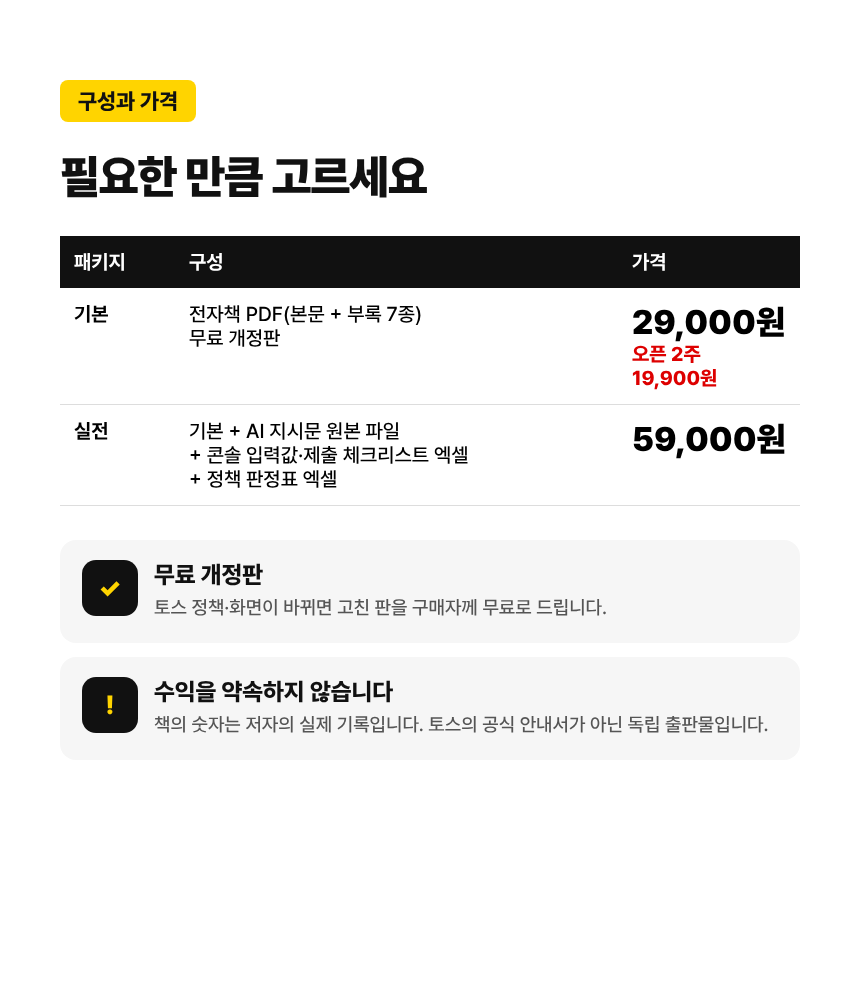 구성과 가격
필요한 만큼 고르세요
패키지 구성 가격
기본 전자책 PDF(본문 + 부록 7종) 29,000원
무료 개정판
오픈 2주
19,900원
실전 기본 + AI 지시문 원본 파일 59,000원
+ 콘솔 입력값·제출 체크리스트 엑셀
+ 정책 판정표 엑셀
무료 개정판
토스 정책·화면이 바뀌면 고친 판을 구매자께 무료로 드립니다.
!
수익을 약속하지 않습니다
책의 숫자는 저자의 실제 기록입니다. 토스의 공식 안내서가 아닌 독립 출판물입니다.